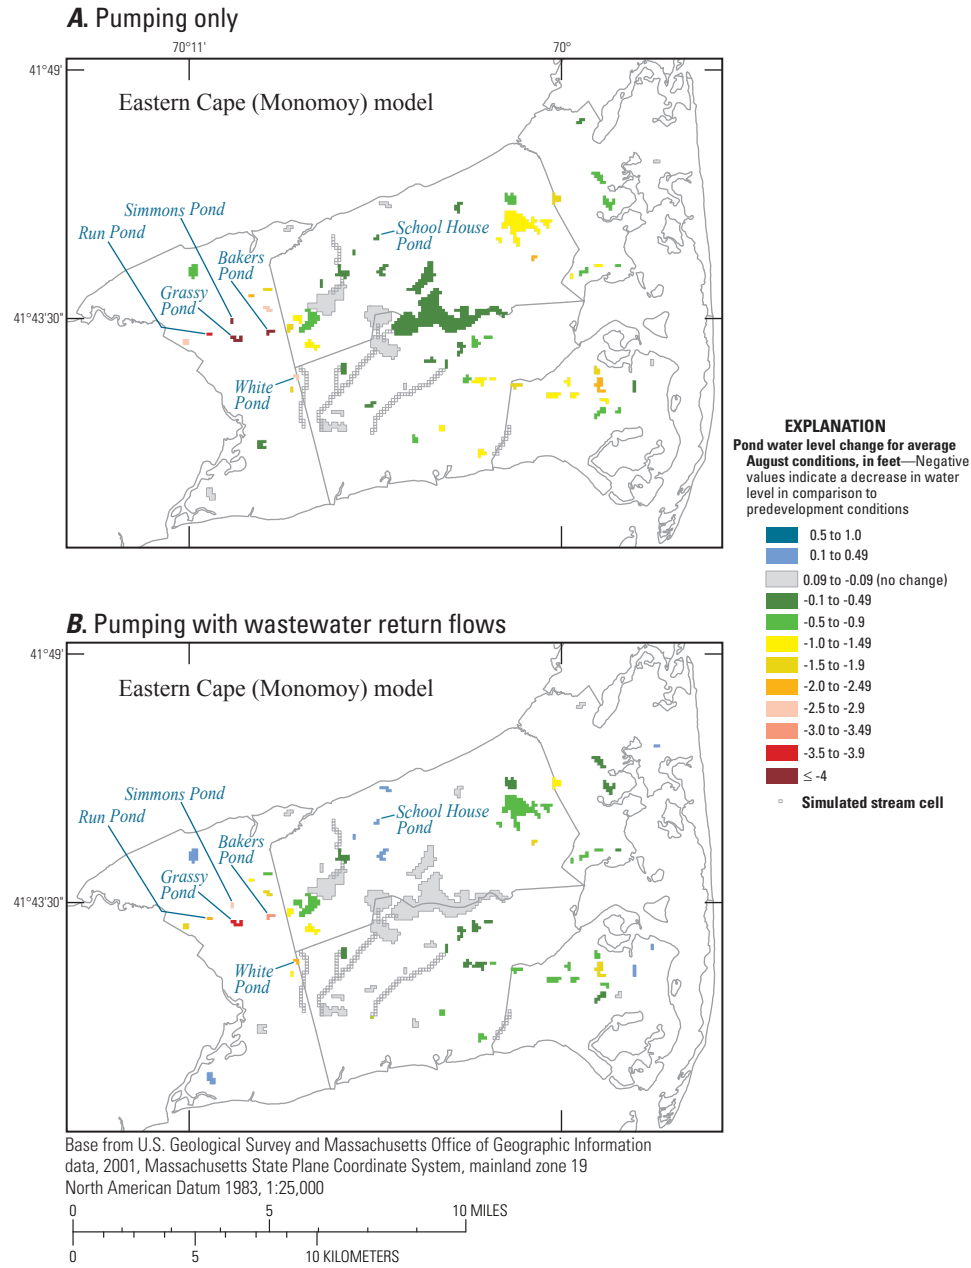 A. Pumping only
70°11'
70°
41°49'
Eastern Cape (Monomoy) model
Simmons Pond
Run Pond
School House
Pond
Bakers
Pond
Grassy
Pond
41°43'30"
White
Pond
EXPLANATION
Pond water level change for average
August conditions, in feet—Negative
values indicate a decrease in water
level in comparison to
predevelopment conditions
0.5 to 1.0
0.1 to 0.49
0.09 to -0.09 (no change)
-0.1 to -0.49
-0.5 to -0.9
-1.0 to -1.49
-1.5 to -1.9
-2.0 to -2.49
-2.5 to -2.9
-3.0 to -3.49
-3.5 to -3.9
≤ -4
Simulated stream cell
B. Pumping with wastewater return flows
41°49'
Eastern Cape (Monomoy) model
Simmons Pond
Run Pond
School House
Pond
Bakers
Pond
Grassy
Pond
41°43'30"
White
Pond
Base from U.S. Geological Survey and Massachusetts Office of Geographic Information
data, 2001, Massachusetts State Plane Coordinate System, mainland zone 19
North American Datum 1983, 1:25,000
0 5 10 MILES
0 5 10 KILOMETERS